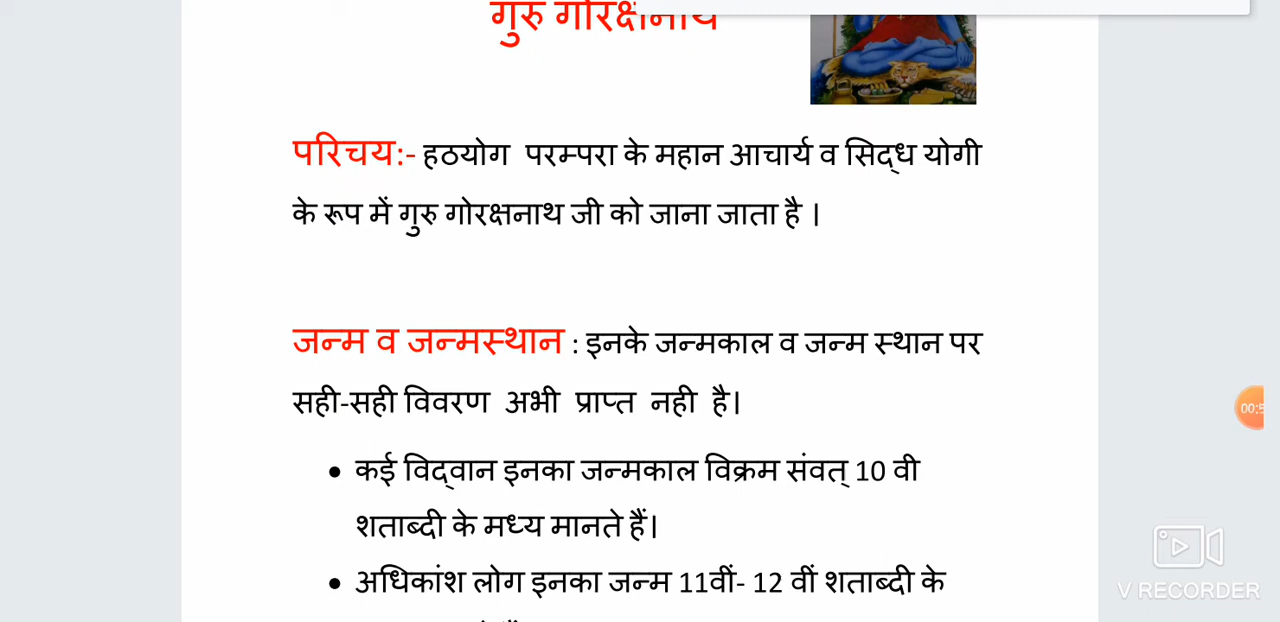 गुरु गोरक्षनाथ
परिचय:- हठयोग परम्परा के महान आचार्य व सिद्ध योगी
के रूप में गुरु गोरक्षनाथ जी को जाना जाता है ।
जन्म व जन्मस्थान : इनके जन्मकाल व जन्म स्थान पर
सही-सही विवरण अभी प्राप्त नही है।
• कई विद्वान इनका जन्मकाल विक्रम संवत् 10 वी
शताब्दी के मध्य मानते हैं।
• अधिकांश लोग इनका जन्म 11वीं- 12 वीं शताब्दी के
V RECORDER